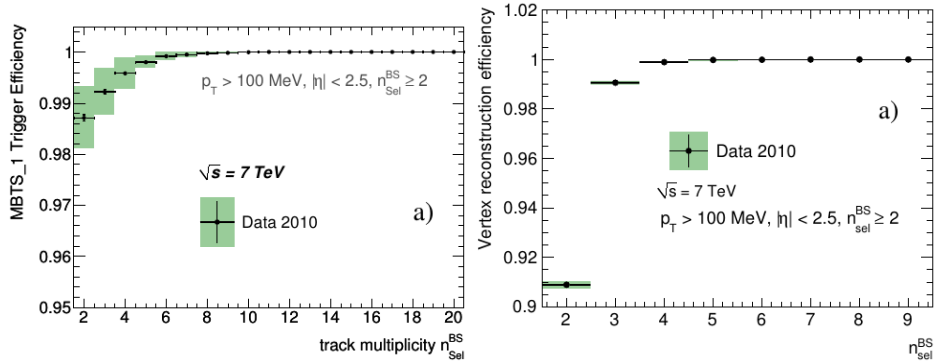 MBTS_1 Trigger Efficiency
1
0.99
0.98
0.97
0.96
0.95
p_T > 100 MeV, |η| < 2.5, n_Sel^BS ≥ 2
√s = 7 TeV
Data 2010
a)
2 4 6 8 10 12 14 16 18 20
track multiplicity n_Sel^BS
Vertex reconstruction efficiency
1.02
1
0.98
0.96
0.94
0.92
0.9
a)
Data 2010
√s = 7 TeV
p_T > 100 MeV, |η| < 2.5, n_sel^BS ≥ 2
2 3 4 5 6 7 8 9
n_sel^BS